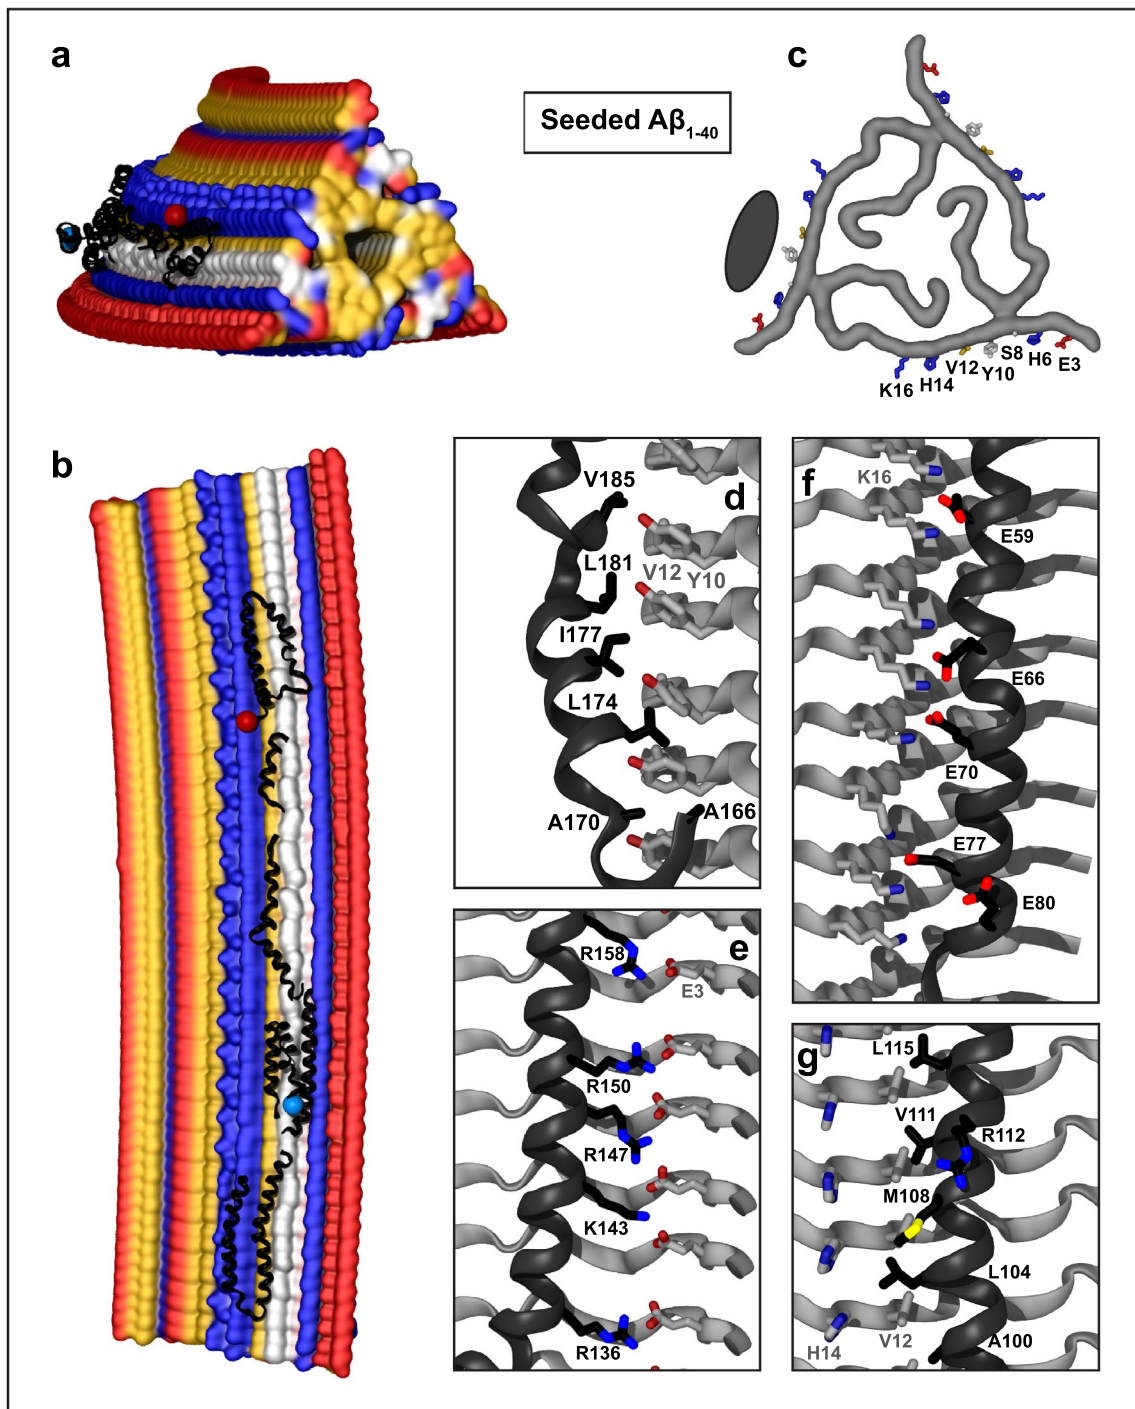 a
Seeded Aβ1-40
c
K16 H14 V12 Y10 S8 H6 E3
b
d
V185
L181
V12 Y10
I177
L174
A170
A166
f
K16
E59
E66
E70
E77
E80
e
R158
E3
R150
R147
K143
R136
g
L115
V111
R112
M108
L104
V12
H14
A100